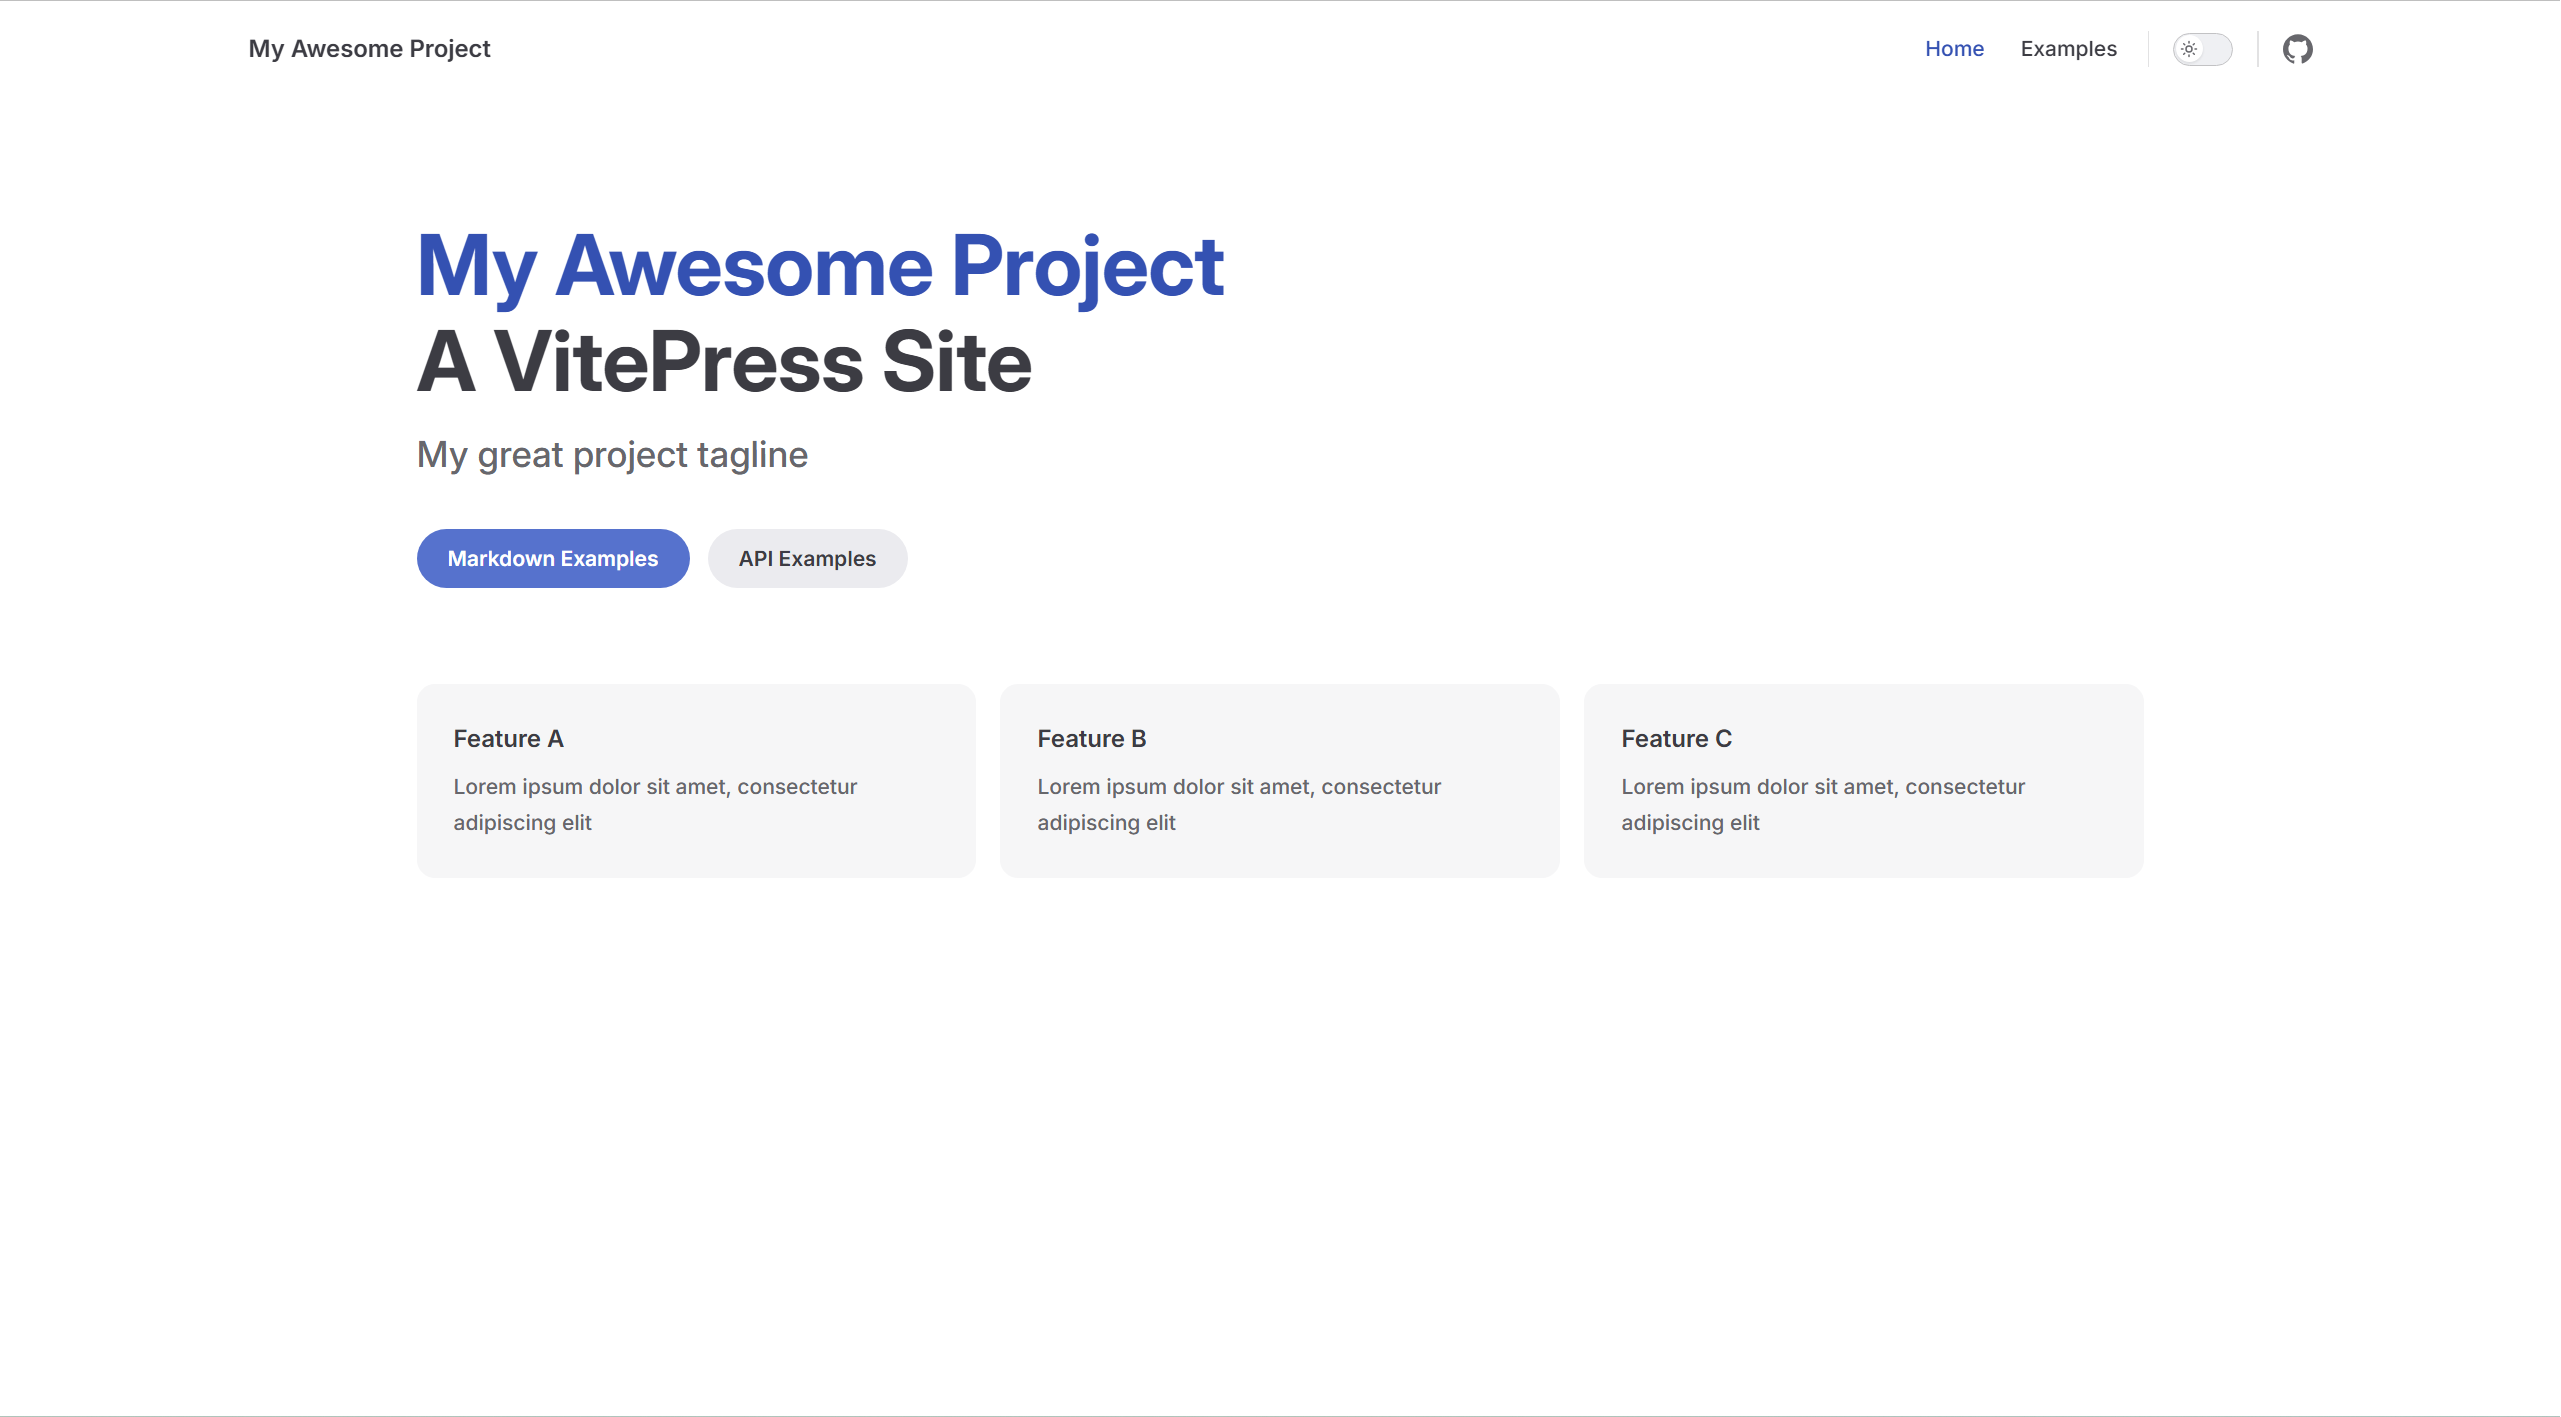 My Awesome Project
Home
Examples
My Awesome Project
A VitePress Site
My great project tagline
Markdown Examples
API Examples
Feature A
Lorem ipsum dolor sit amet, consectetur
adipiscing elit
Feature B
Lorem ipsum dolor sit amet, consectetur
adipiscing elit
Feature C
Lorem ipsum dolor sit amet, consectetur
adipiscing elit